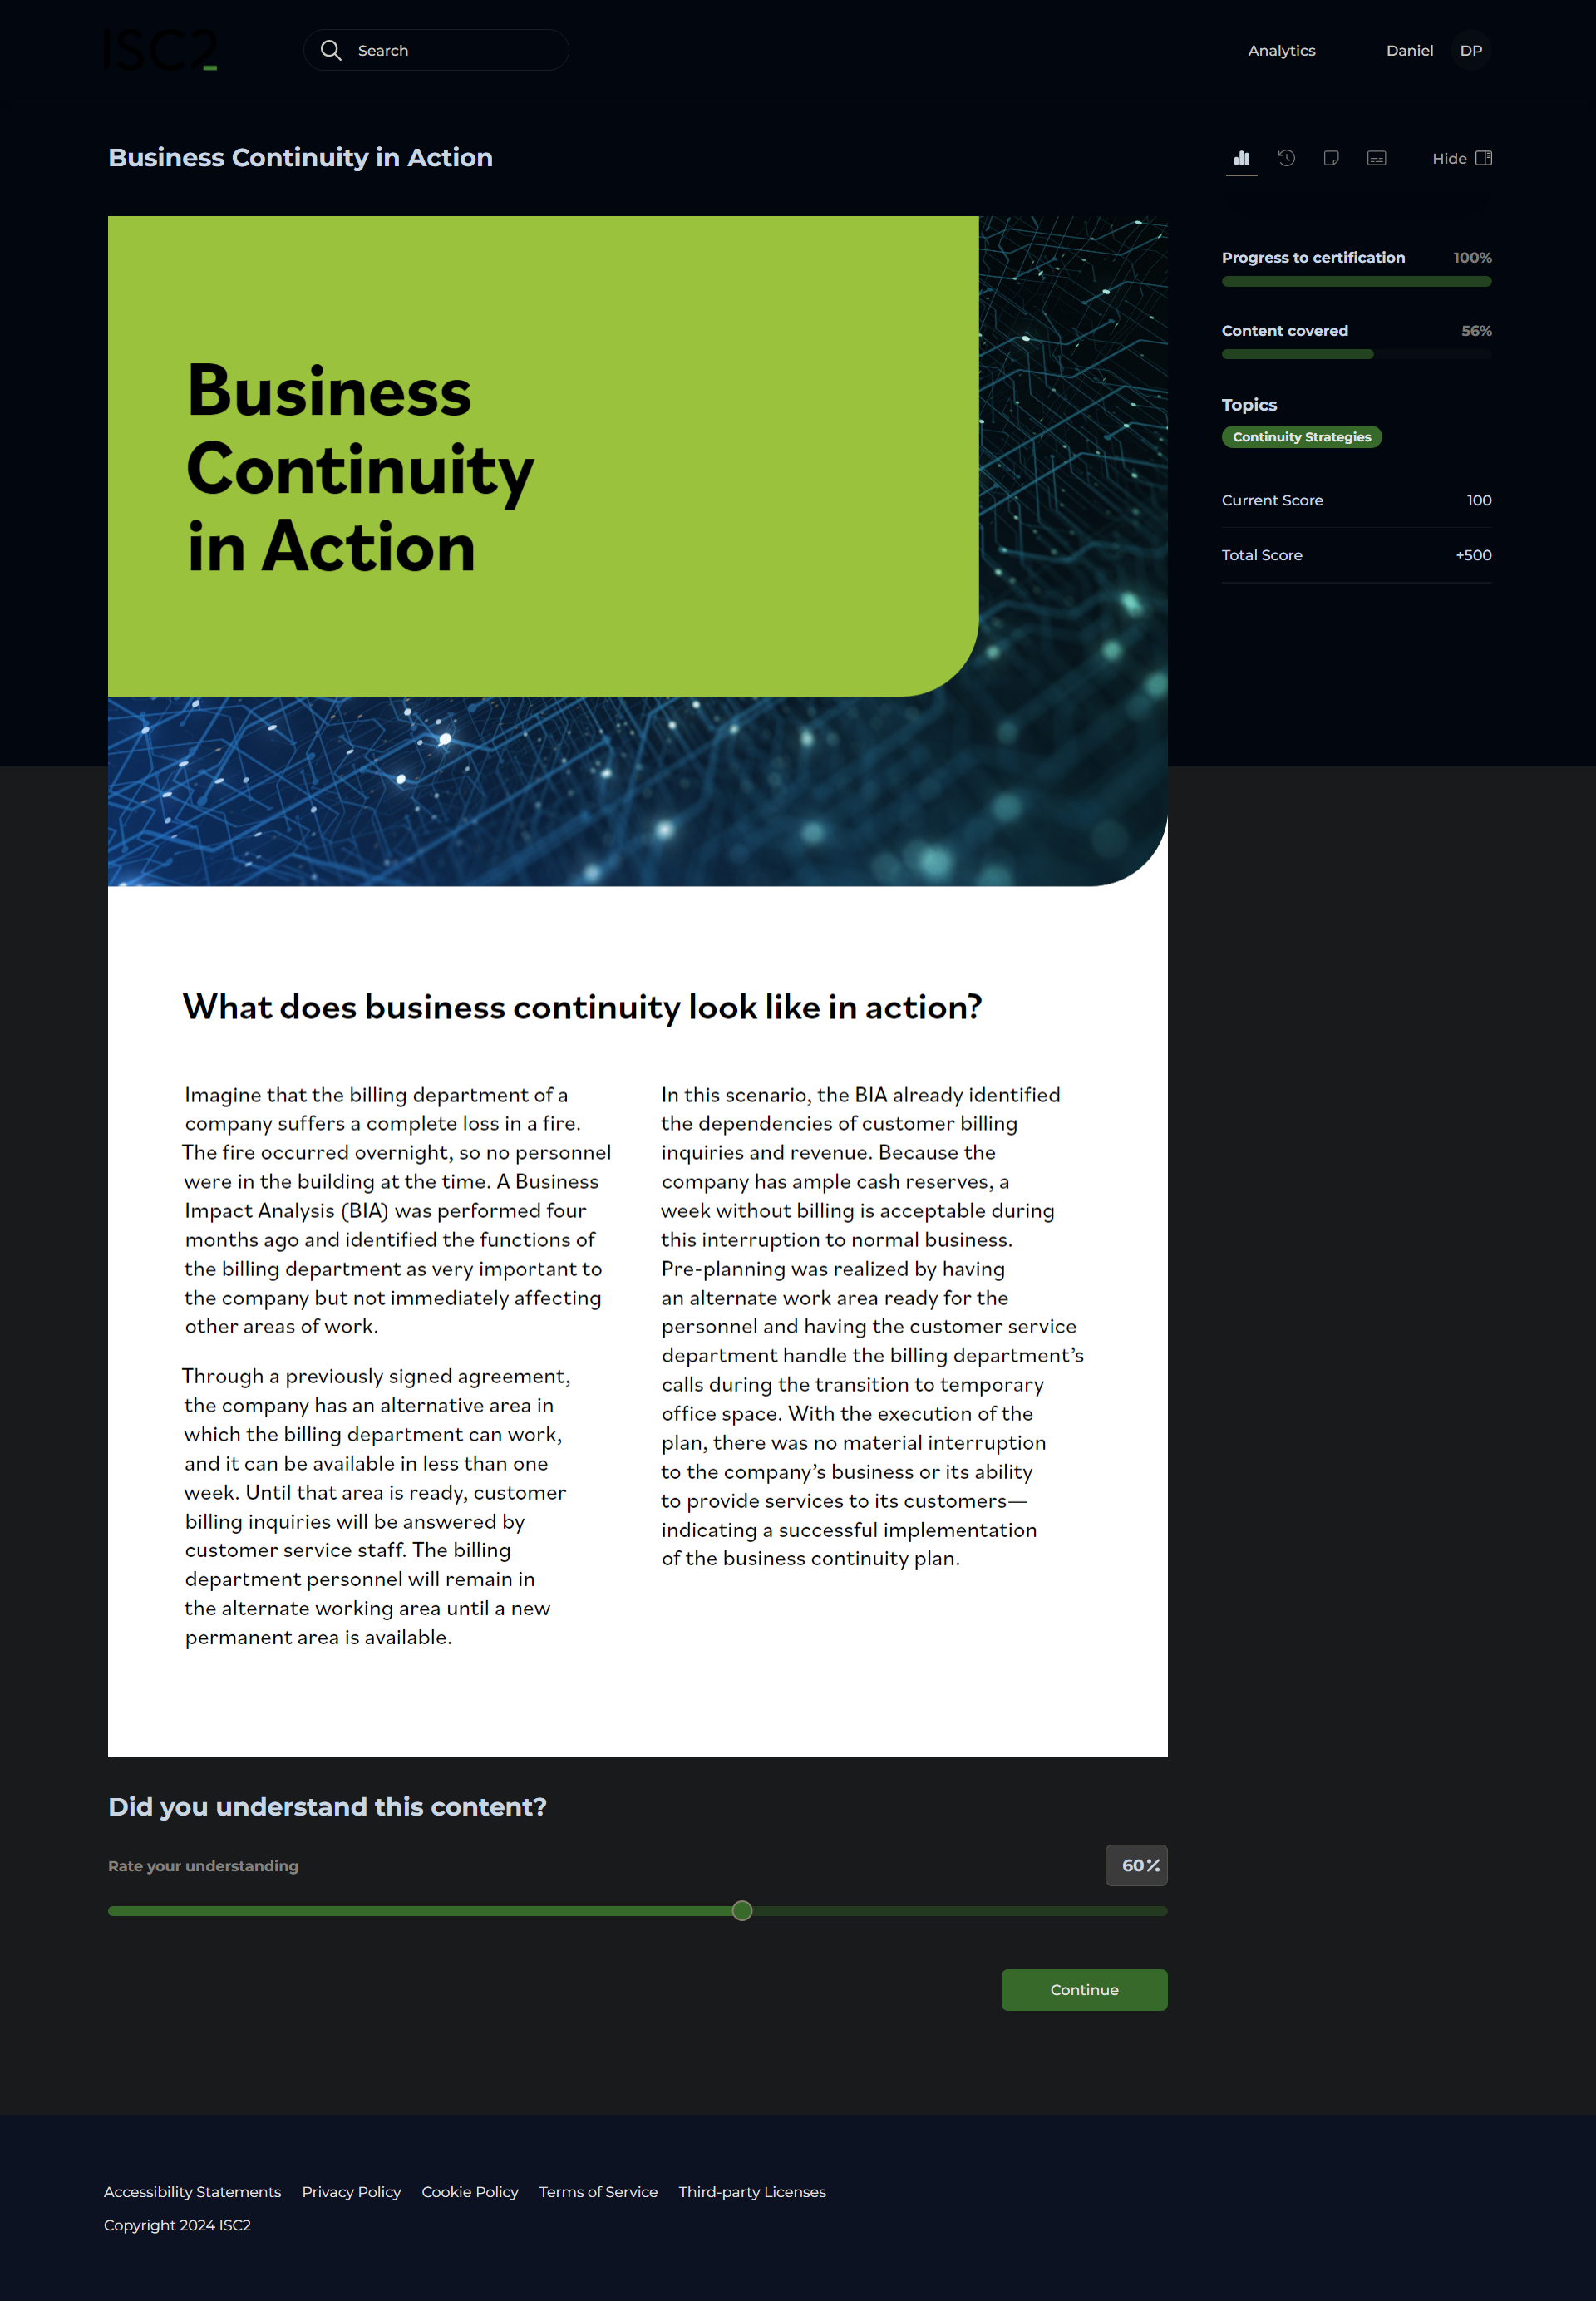 ISC2
Search
Analytics
Daniel
DP
Business Continuity in Action
Hide
Progress to certification 100%
Content covered 56%
Topics
Continuity Strategies
Current Score 100
Total Score +500
Business
Continuity
in Action
What does business continuity look like in action?
Imagine that the billing department of a
company suffers a complete loss in a fire.
The fire occurred overnight, so no personnel
were in the building at the time. A Business
Impact Analysis (BIA) was performed four
months ago and identified the functions of
the billing department as very important to
the company but not immediately affecting
other areas of work.
Through a previously signed agreement,
the company has an alternative area in
which the billing department can work,
and it can be available in less than one
week. Until that area is ready, customer
billing inquiries will be answered by
customer service staff. The billing
department personnel will remain in
the alternate working area until a new
permanent area is available.
In this scenario, the BIA already identified
the dependencies of customer billing
inquiries and revenue. Because the
company has ample cash reserves, a
week without billing is acceptable during
this interruption to normal business.
Pre-planning was realized by having
an alternate work area ready for the
personnel and having the customer service
department handle the billing department’s
calls during the transition to temporary
office space. With the execution of the
plan, there was no material interruption
to the company’s business or its ability
to provide services to its customers—
indicating a successful implementation
of the business continuity plan.
Did you understand this content?
Rate your understanding
60%
Continue
Accessibility Statements Privacy Policy Cookie Policy Terms of Service Third-party Licenses
Copyright 2024 ISC2